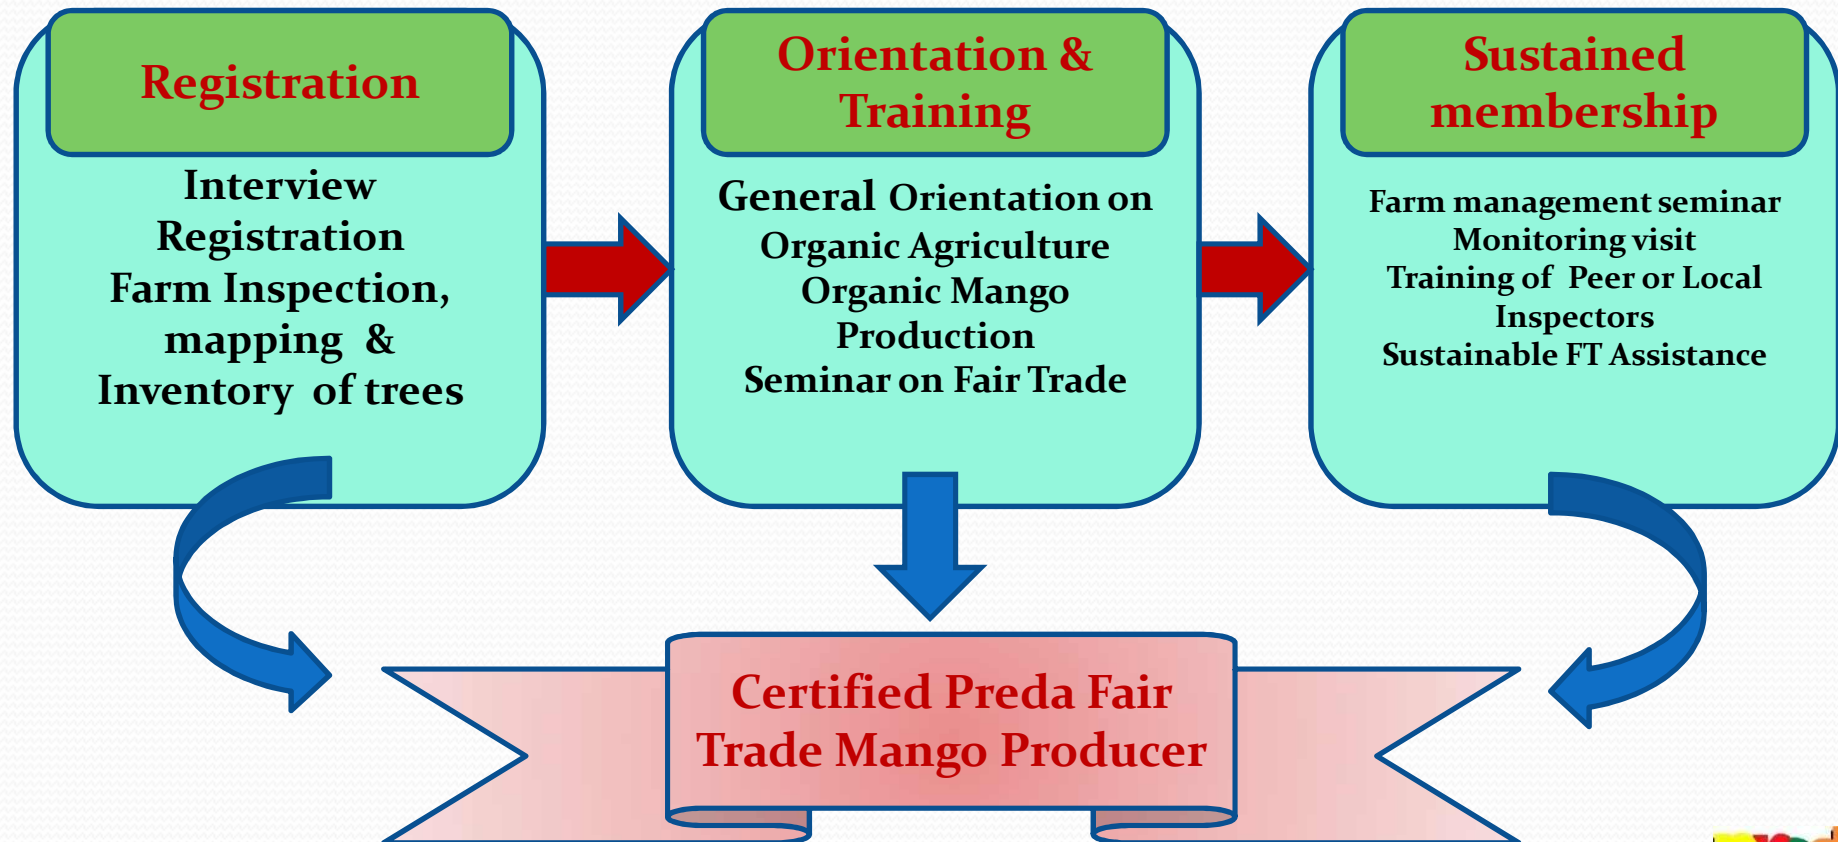 Registration
Interview
Registration
Farm Inspection,
mapping &
Inventory of trees
Orientation &
Training
General Orientation on
Organic Agriculture
Organic Mango
Production
Seminar on Fair Trade
Sustained
membership
Farm management seminar
Monitoring visit
Training of Peer or Local
Inspectors
Sustainable FT Assistance
Certified Preda Fair
Trade Mango Producer